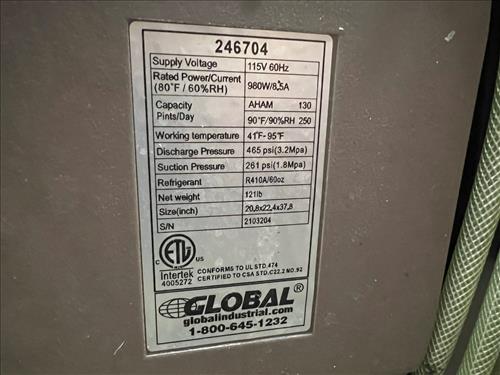 246704
Supply Voltage 115V 60Hz
Rated Power/Current 980W/8.5A
(80°F / 60%RH)
Capacity AHAM 130
Pints/Day 90°F/90%RH 250
Working temperature 41°F-95°F
Discharge Pressure 465 psi(3.2Mpa)
Suction Pressure 261 psi(1.8Mpa)
Refrigerant R410A/60oz
Net weight 121lb
Size(inch) 20.8x22.4x37.8
S/N 2103204
C ETL US
Intertek
4005272
CONFORMS TO UL STD.474
CERTIFIED TO CSA STD.C22.2 NO.92
GLOBAL®
globalindustrial.com
1-800-645-1232